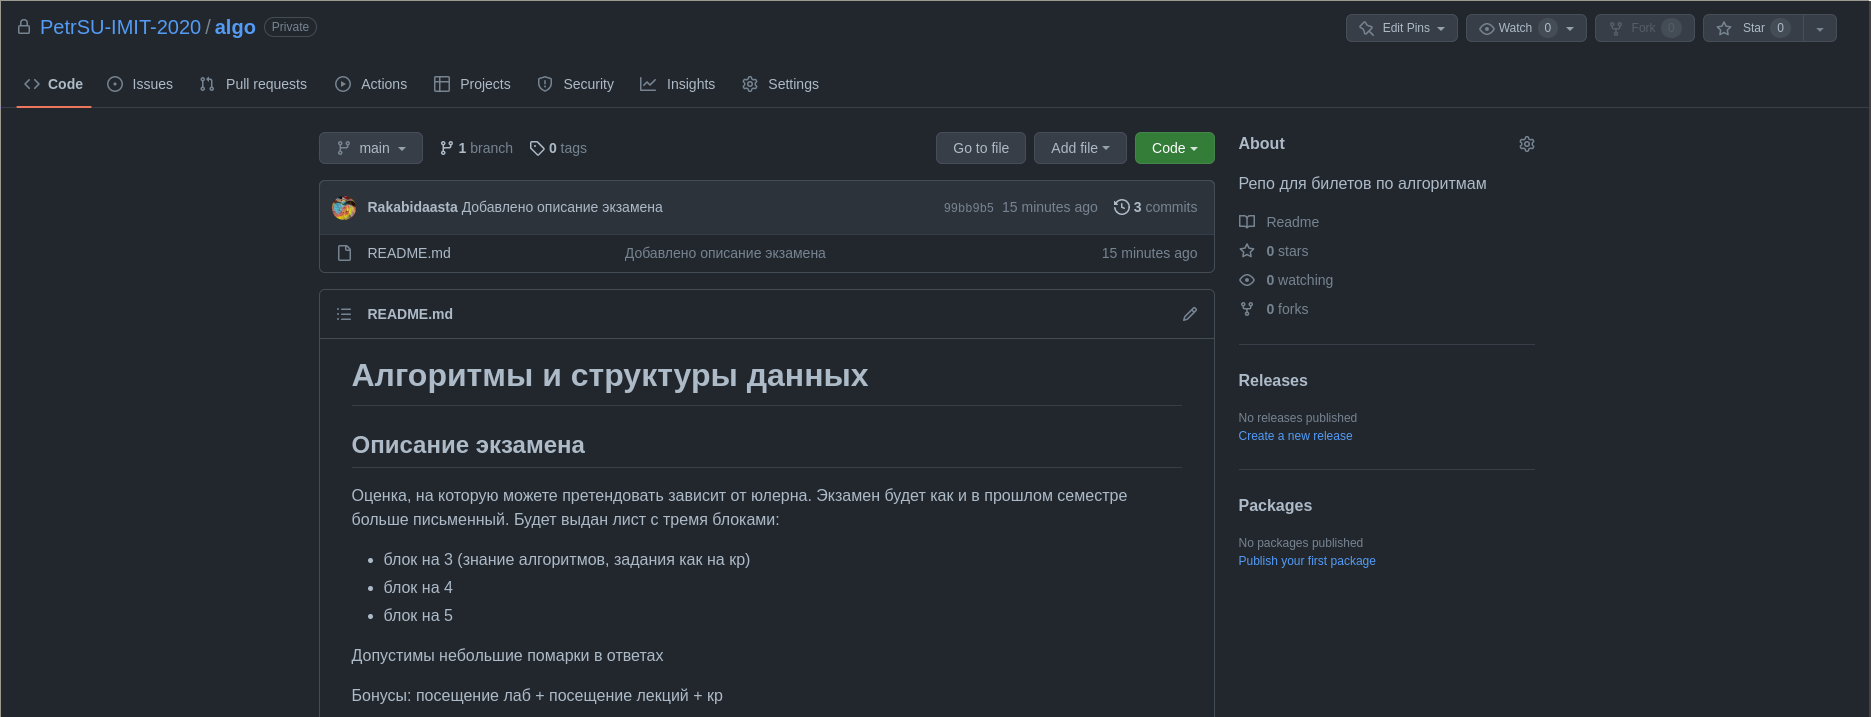 PetrSU-IMIT-2020 / algo Private
Edit Pins Watch 0 Fork 0 Star 0
Code Issues Pull requests Actions Projects Security Insights Settings
main 1 branch 0 tags Go to file Add file Code
Rakabidaasta Добавлено описание экзамена 99bb9b5 15 minutes ago 3 commits
README.md Добавлено описание экзамена 15 minutes ago
README.md
Алгоритмы и структуры данных
Описание экзамена
Оценка, на которую можете претендовать зависит от юлерна. Экзамен будет как и в прошлом семестре
больше письменный. Будет выдан лист с тремя блоками:
• блок на 3 (знание алгоритмов, задания как на кр)
• блок на 4
• блок на 5
Допустимы небольшие помарки в ответах
Бонусы: посещение лаб + посещение лекций + кр
About
Репо для билетов по алгоритмам
Readme
0 stars
0 watching
0 forks
Releases
No releases published
Create a new release
Packages
No packages published
Publish your first package